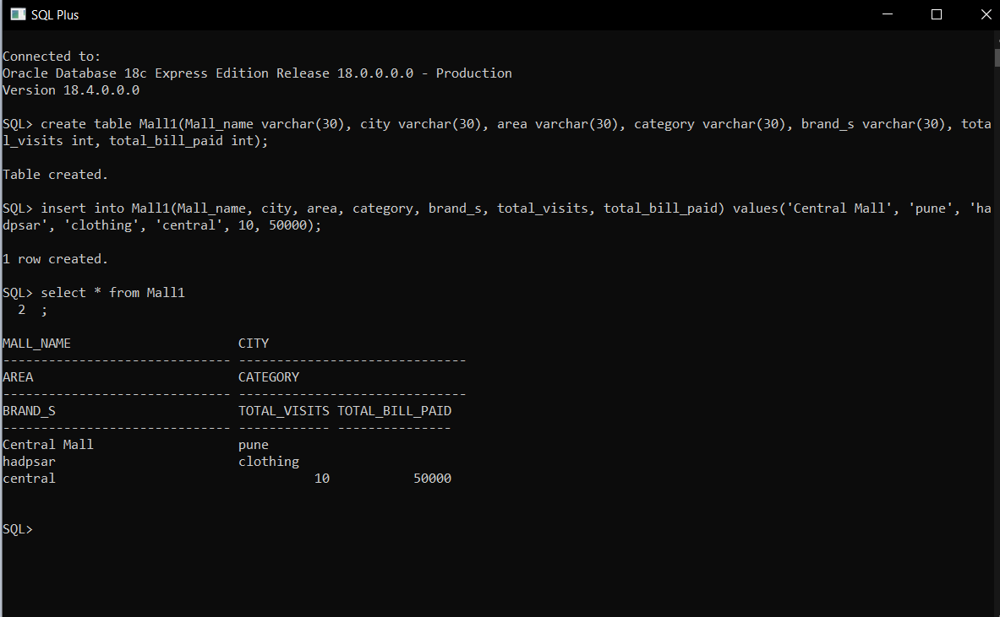 SQL Plus
Connected to:
Oracle Database 18c Express Edition Release 18.0.0.0.0 - Production
Version 18.4.0.0.0
SQL> create table Mall1(Mall_name varchar(30), city varchar(30), area varchar(30), category varchar(30), brand_s varchar(30), tota
l_visits int, total_bill_paid int);
Table created.
SQL> insert into Mall1(Mall_name, city, area, category, brand_s, total_visits, total_bill_paid) values('Central Mall', 'pune', 'ha
dpsar', 'clothing', 'central', 10, 50000);
1 row created.
SQL> select * from Mall1
  2  ;
MALL_NAME                      CITY
------------------------------ ------------------------------
AREA                           CATEGORY
------------------------------ ------------------------------
BRAND_S                        TOTAL_VISITS TOTAL_BILL_PAID
------------------------------ ------------ ---------------
Central Mall                   pune
hadpsar                        clothing
central                                  10           50000
SQL>